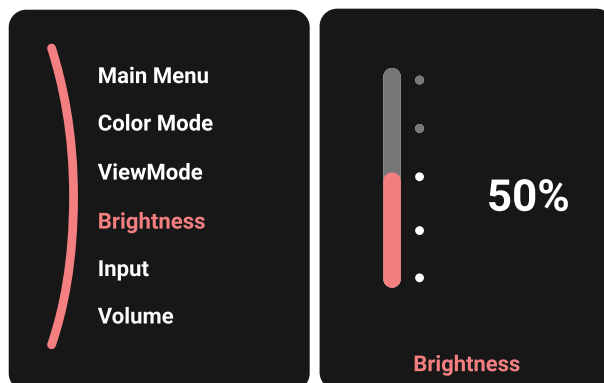 Main Menu
Color Mode
ViewMode
Brightness
Input
Volume
50%
Brightness